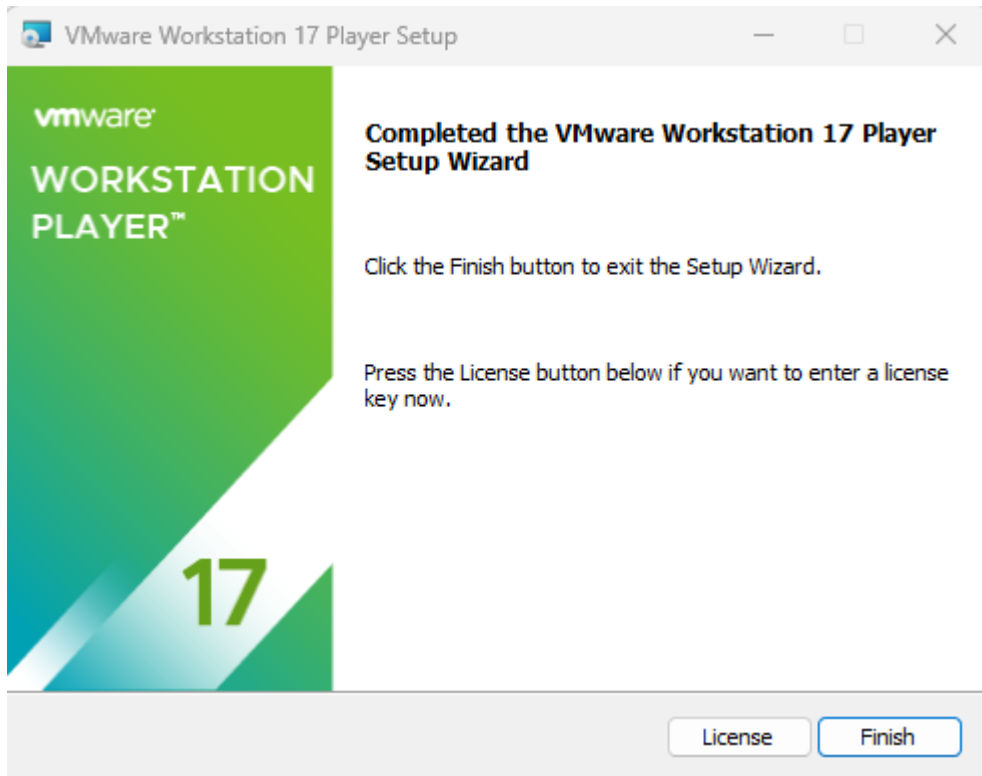 VMware Workstation 17 Player Setup
vmware
WORKSTATION
PLAYER™
17
Completed the VMware Workstation 17 Player
Setup Wizard
Click the Finish button to exit the Setup Wizard.
Press the License button below if you want to enter a license
key now.
License
Finish